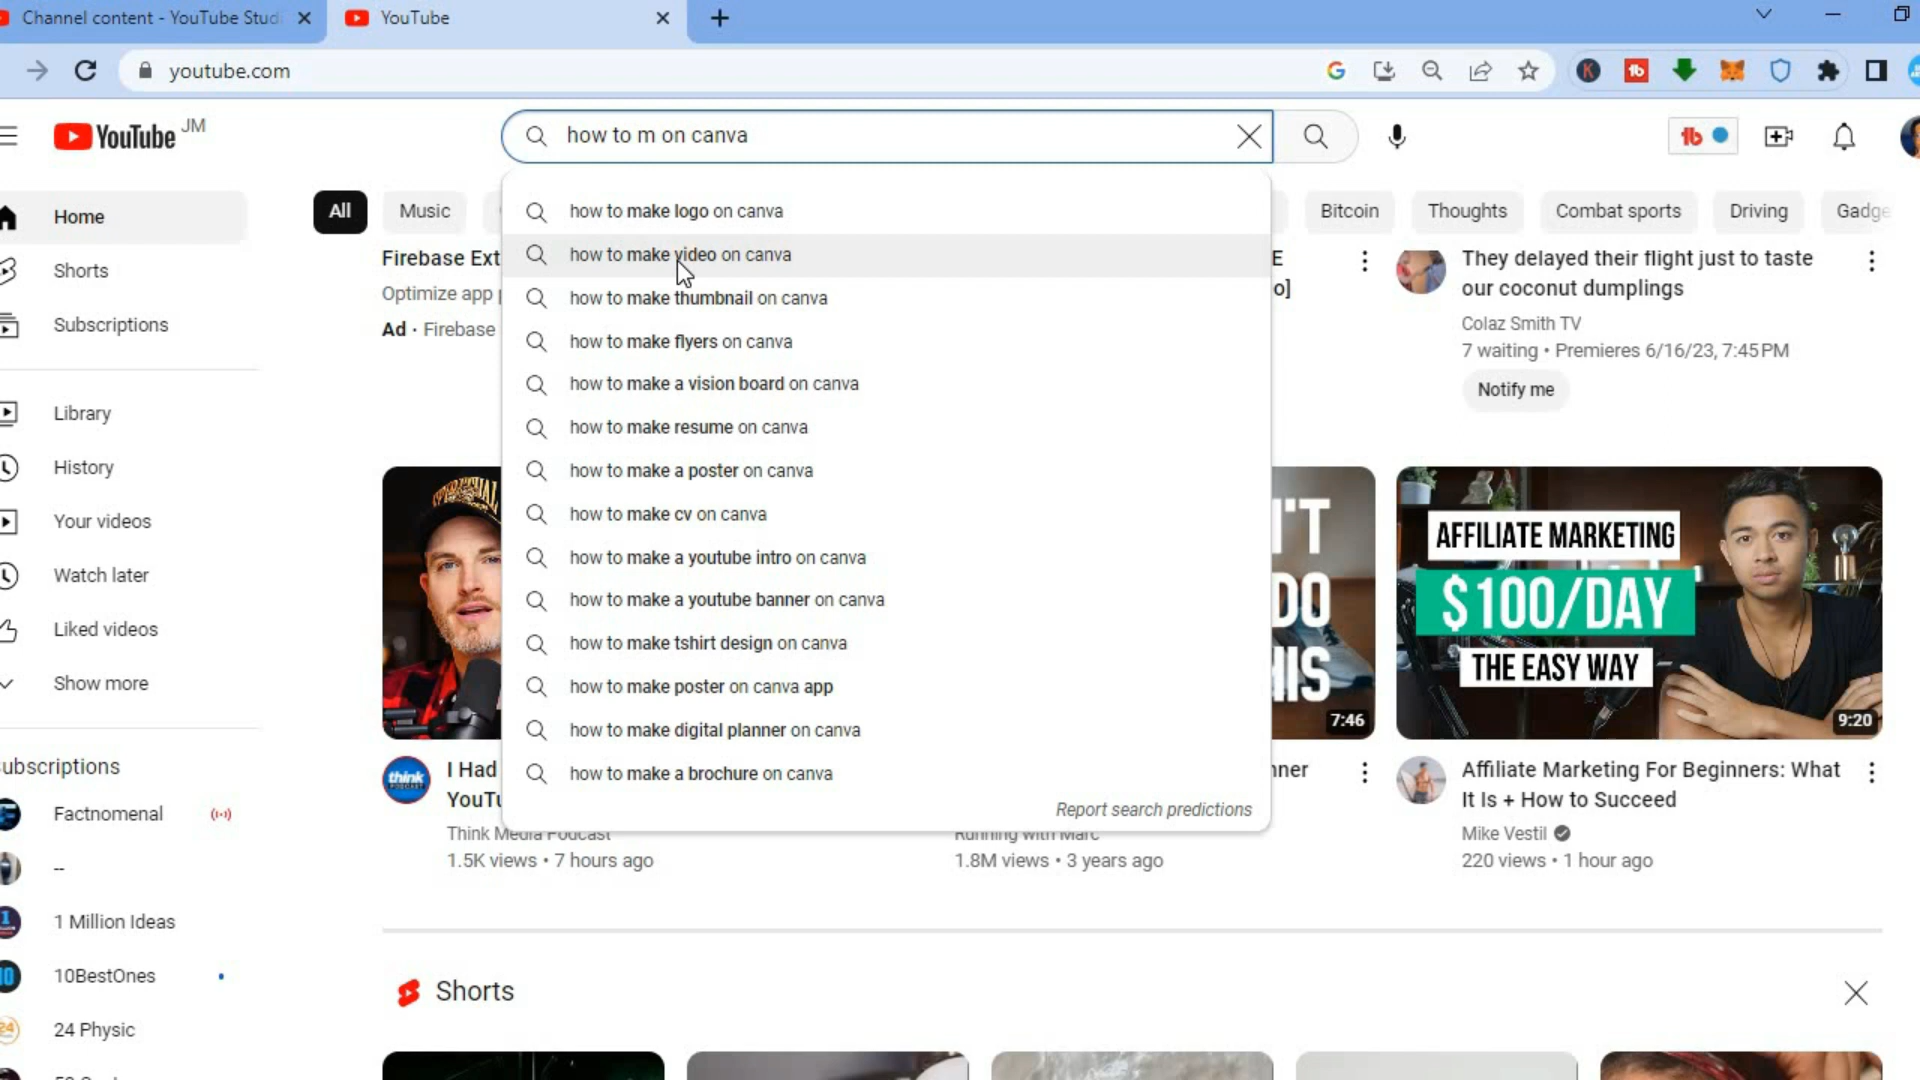 Channel content - YouTube Stud
YouTube
youtube.com
YouTube JM
how to m on canva
Home
Shorts
Subscriptions
Library
History
Your videos
Watch later
Liked videos
Show more
ubscriptions
Factnomenal
--
1 Million Ideas
10BestOnes
24 Physic
All
Music
Bitcoin
Thoughts
Combat sports
Driving
Gadge
how to make logo on canva
how to make video on canva
how to make thumbnail on canva
how to make flyers on canva
how to make a vision board on canva
how to make resume on canva
how to make a poster on canva
how to make cv on canva
how to make a youtube intro on canva
how to make a youtube banner on canva
how to make tshirt design on canva
how to make poster on canva app
how to make digital planner on canva
how to make a brochure on canva
Report search predictions
Firebase Ext
Optimize app
Ad · Firebase
E
o]
They delayed their flight just to taste
our coconut dumplings
Colaz Smith TV
7 waiting • Premieres 6/16/23, 7:45 PM
Notify me
'T
DO
HIS
7:46
AFFILIATE MARKETING
$100/DAY
THE EASY WAY
9:20
think
I Had
YouTu
Think Media Podcast
1.5K views • 7 hours ago
nner
Running with Marc
1.8M views • 3 years ago
Affiliate Marketing For Beginners: What
It Is + How to Succeed
Mike Vestil
220 views • 1 hour ago
Shorts